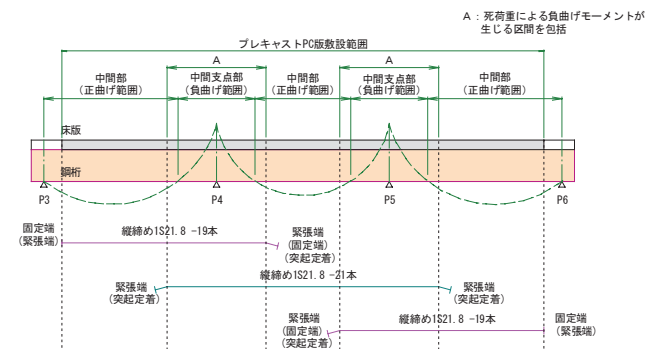 A：死荷重による負曲げモーメントが
生じる区間を包括
プレキャストPC版敷設範囲
A
A
中間部
（正曲げ範囲）
中間支点部
（負曲げ範囲）
中間部
（正曲げ範囲）
中間支点部
（負曲げ範囲）
中間部
（正曲げ範囲）
床版
鋼桁
P3
P4
P5
P6
固定端
（緊張端）
縦締め1S21.8 -19本
緊張端
（固定端）
（突起定着）
緊張端
（突起定着）
縦締め1S21.8 -21本
緊張端
（突起定着）
緊張端
（固定端）
（突起定着）
縦締め1S21.8 -19本
固定端
（緊張端）